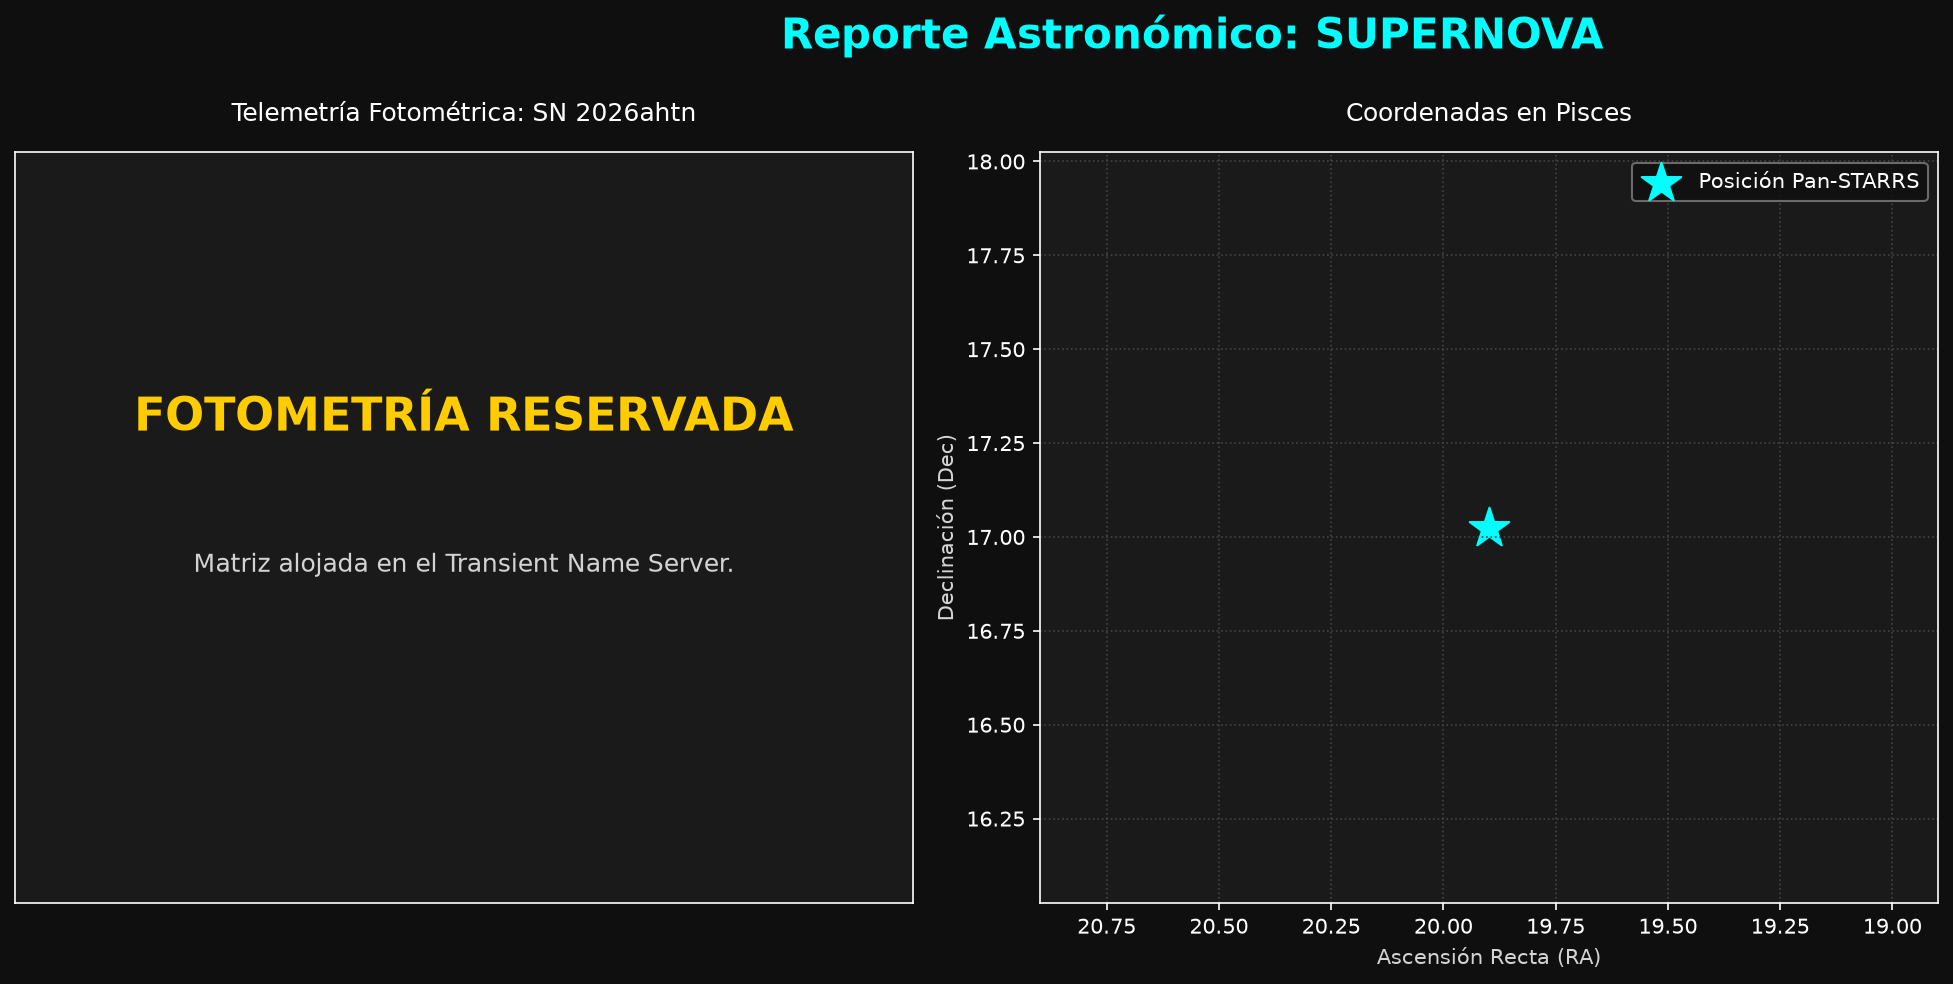 Reporte Astronómico: SUPERNOVA
Telemetría Fotométrica: SN 2026ahtn
FOTOMETRÍA RESERVADA
Matriz alojada en el Transient Name Server.
Coordenadas en Pisces
Posición Pan-STARRS
18.00
17.75
17.50
17.25
17.00
16.75
16.50
16.25
Declinación (Dec)
20.75 20.50 20.25 20.00 19.75 19.50 19.25 19.00
Ascensión Recta (RA)